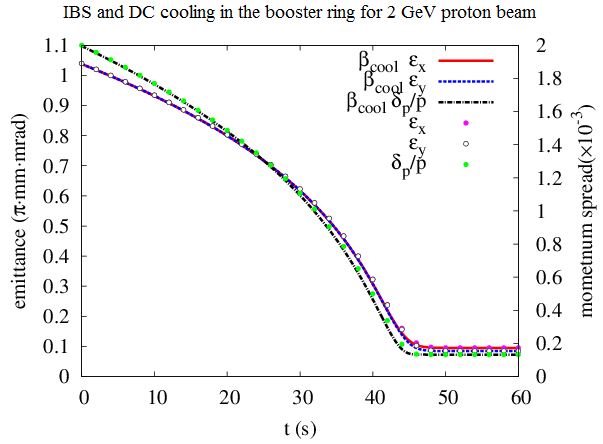 IBS and DC cooling in the booster ring for 2 GeV proton beam
1.1
1
0.9
0.8
0.7
0.6
0.5
0.4
0.3
0.2
0.1
0
emittance (π·mm·mrad)
0 10 20 30 40 50 60
t (s)
2
1.8
1.6
1.4
1.2
1
0.8
0.6
0.4
0.2
0
mometnum spread(×10⁻³)
β_cool ε_x
β_cool ε_y
β_cool δ_p/p
ε_x
ε_y
δ_p/p